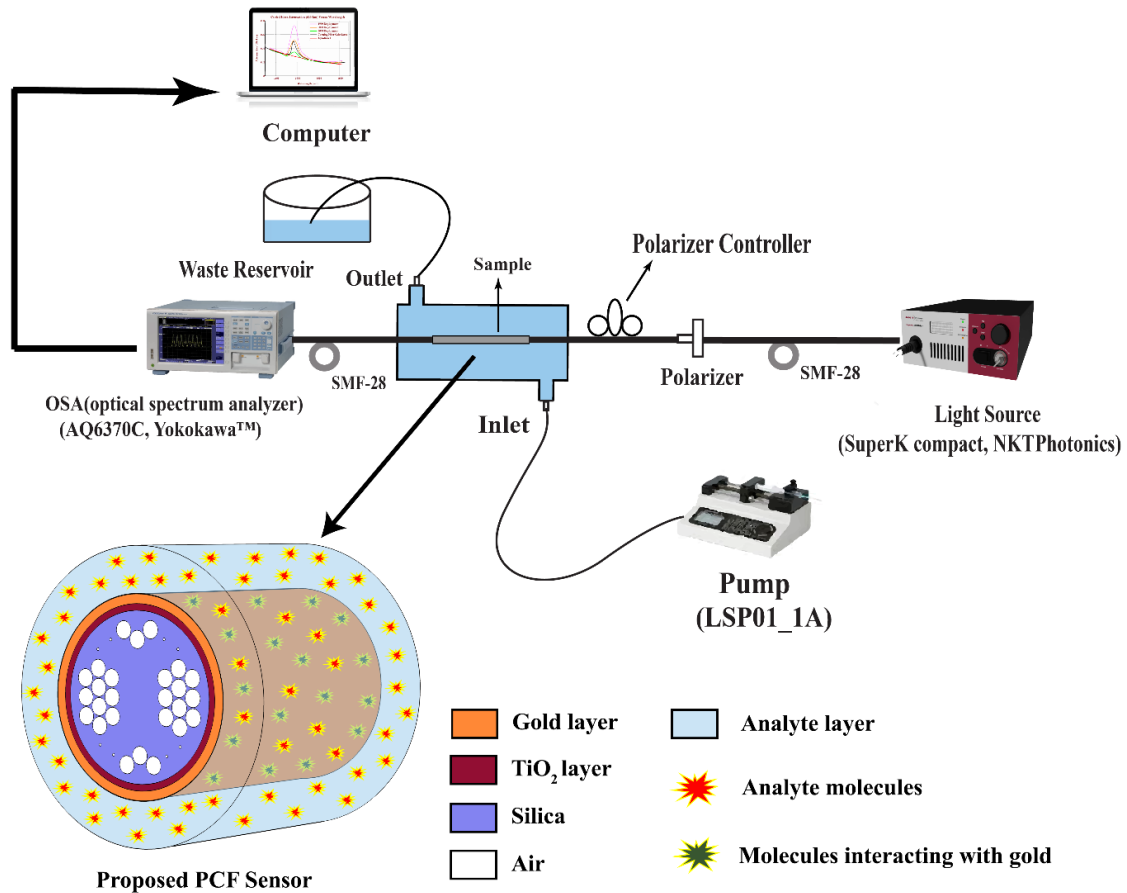 Computer
Waste Reservoir
Outlet
Sample
Polarizer Controller
SMF-28
Polarizer
SMF-28
OSA(optical spectrum analyzer)
(AQ6370C, Yokokawa™)
Inlet
Light Source
(SuperK compact, NKTPhotonics)
Pump
(LSP01_1A)
Gold layer
TiO2 layer
Silica
Air
Analyte layer
Analyte molecules
Molecules interacting with gold
Proposed PCF Sensor